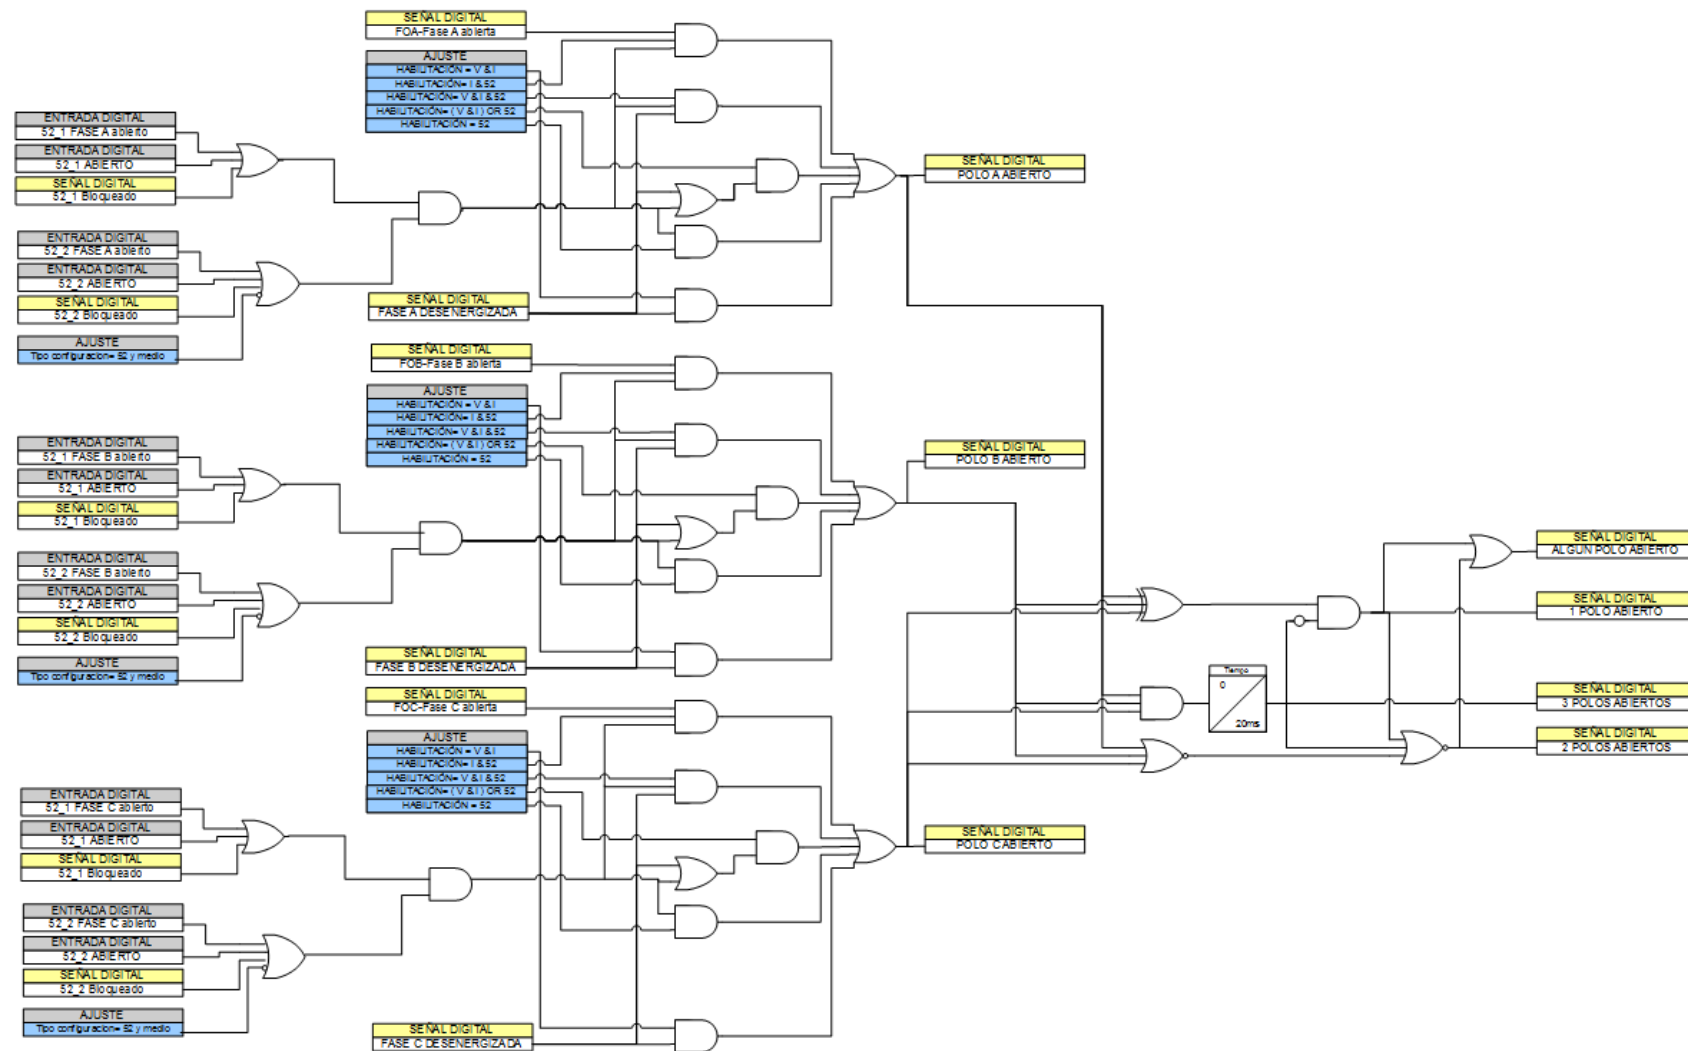 SEÑAL DIGITAL
FOA-Fase A abierta
AJUSTE
HABILITACIÓN = V & I
HABILITACIÓN= I & 52
HABILITACIÓN= V & I & 52
HABILITACIÓN= ( V & I ) OR 52
HABILITACIÓN = 52
ENTRADA DIGITAL
52_1 FASE A abierto
ENTRADA DIGITAL
52_1 ABIERTO
SEÑAL DIGITAL
52_1 Bloqueado
ENTRADA DIGITAL
52_2 FASE A abierto
ENTRADA DIGITAL
52_2 ABIERTO
SEÑAL DIGITAL
52_2 Bloqueado
AJUSTE
Tipo configuracion= 52 y medio
SEÑAL DIGITAL
FASE A DESENERGIZADA
SEÑAL DIGITAL
POLO A ABIERTO
SEÑAL DIGITAL
FOB-Fase B abierta
AJUSTE
HABILITACIÓN = V & I
HABILITACIÓN= I & 52
HABILITACIÓN= V & I & 52
HABILITACIÓN= ( V & I ) OR 52
HABILITACIÓN = 52
ENTRADA DIGITAL
52_1 FASE B abierto
ENTRADA DIGITAL
52_1 ABIERTO
SEÑAL DIGITAL
52_1 Bloqueado
ENTRADA DIGITAL
52_2 FASE B abierto
ENTRADA DIGITAL
52_2 ABIERTO
SEÑAL DIGITAL
52_2 Bloqueado
AJUSTE
Tipo configuracion= 52 y medio
SEÑAL DIGITAL
FASE B DESENERGIZADA
SEÑAL DIGITAL
POLO B ABIERTO
SEÑAL DIGITAL
FOC-Fase C abierta
AJUSTE
HABILITACIÓN = V & I
HABILITACIÓN= I & 52
HABILITACIÓN= V & I & 52
HABILITACIÓN= ( V & I ) OR 52
HABILITACIÓN = 52
ENTRADA DIGITAL
52_1 FASE C abierto
ENTRADA DIGITAL
52_1 ABIERTO
SEÑAL DIGITAL
52_1 Bloqueado
ENTRADA DIGITAL
52_2 FASE C abierto
ENTRADA DIGITAL
52_2 ABIERTO
SEÑAL DIGITAL
52_2 Bloqueado
AJUSTE
Tipo configuracion= 52 y medio
SEÑAL DIGITAL
FASE C DESENERGIZADA
SEÑAL DIGITAL
POLO C ABIERTO
Tiempo
0
20ms
SEÑAL DIGITAL
ALGUN POLO ABIERTO
SEÑAL DIGITAL
1 POLO ABIERTO
SEÑAL DIGITAL
3 POLOS ABIERTOS
SEÑAL DIGITAL
2 POLOS ABIERTOS